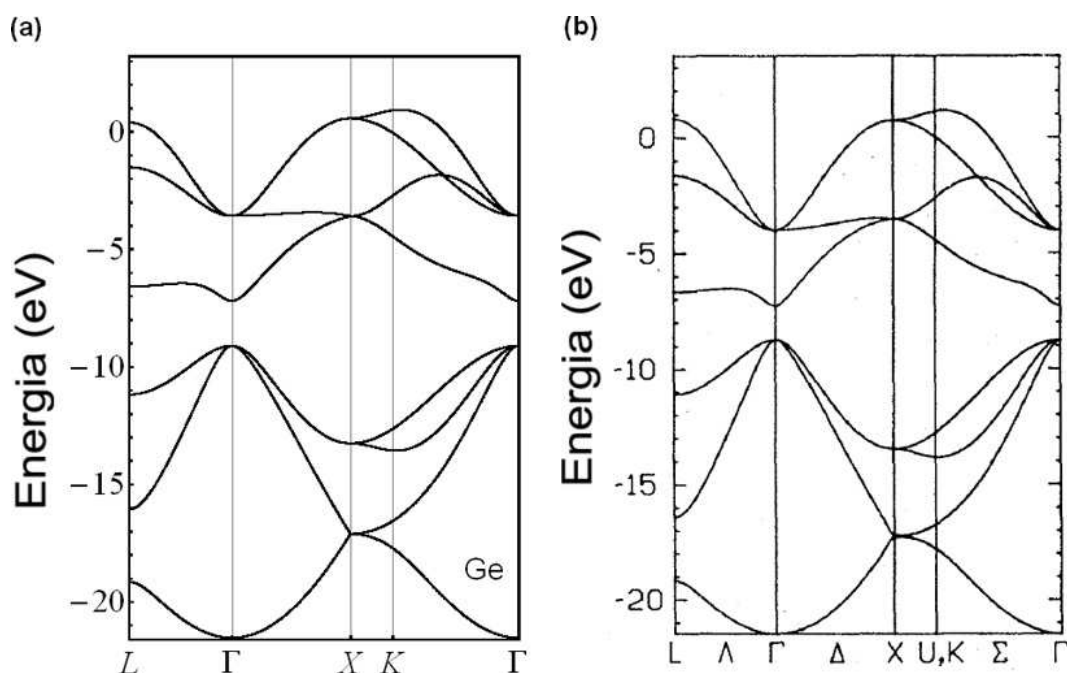 (a)
(b)
Energia (eV)
0
−5
−10
−15
−20
Ge
L Γ X K Γ
Energia (eV)
0
-5
-10
-15
-20
L Λ Γ Δ X U,K Σ Γ